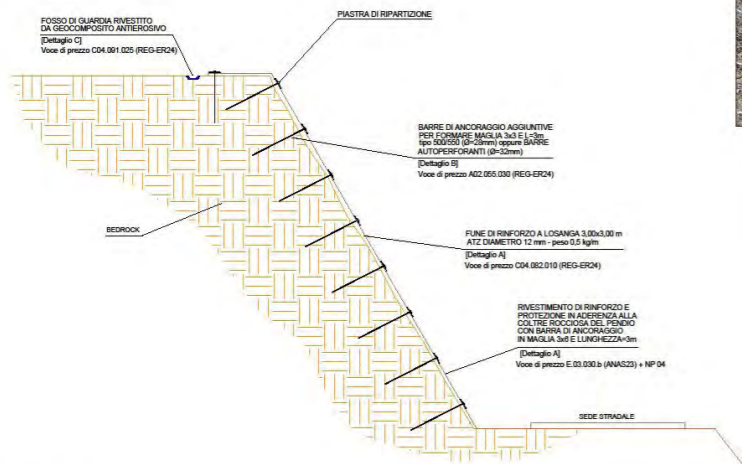 FOSSO DI GUARDIA RIVESTITO
DA GEOCOMPOSITO ANTIEROSIVO
[Dettaglio C]
Voce di prezzo C04.091.025 (REG-ER24)
PIASTRA DI RIPARTIZIONE
BARRE DI ANCORAGGIO AGGIUNTIVE
PER FORMARE MAGLIA 3x3 E L=3m
tipo 500/550 (Ø=28mm) oppure BARRE
AUTOPERFORANTI (Ø=32mm)
[Dettaglio B]
Voce di prezzo A02.055.030 (REG-ER24)
BEDROCK
FUNE DI RINFORZO A LOSANGA 3,00x3,00 m
ATZ DIAMETRO 12 mm - peso 0,5 kg/m
[Dettaglio A]
Voce di prezzo C04.082.010 (REG-ER24)
RIVESTIMENTO DI RINFORZO E
PROTEZIONE IN ADERENZA ALLA
COLTRE ROCCIOSA DEL PENDIO
CON BARRA DI ANCORAGGIO
IN MAGLIA 3x6 E LUNGHEZZA=3m
[Dettaglio A]
Voce di prezzo E.03.030.b (ANAS23) + NP 04
SEDE STRADALE